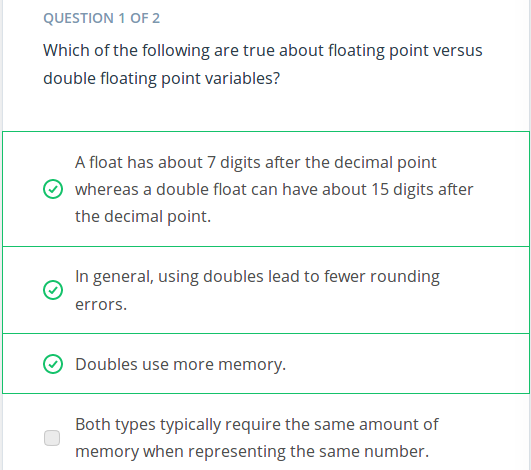 QUESTION 1 OF 2
Which of the following are true about floating point versus
double floating point variables?
A float has about 7 digits after the decimal point
whereas a double float can have about 15 digits after
the decimal point.
In general, using doubles lead to fewer rounding
errors.
Doubles use more memory.
Both types typically require the same amount of
memory when representing the same number.